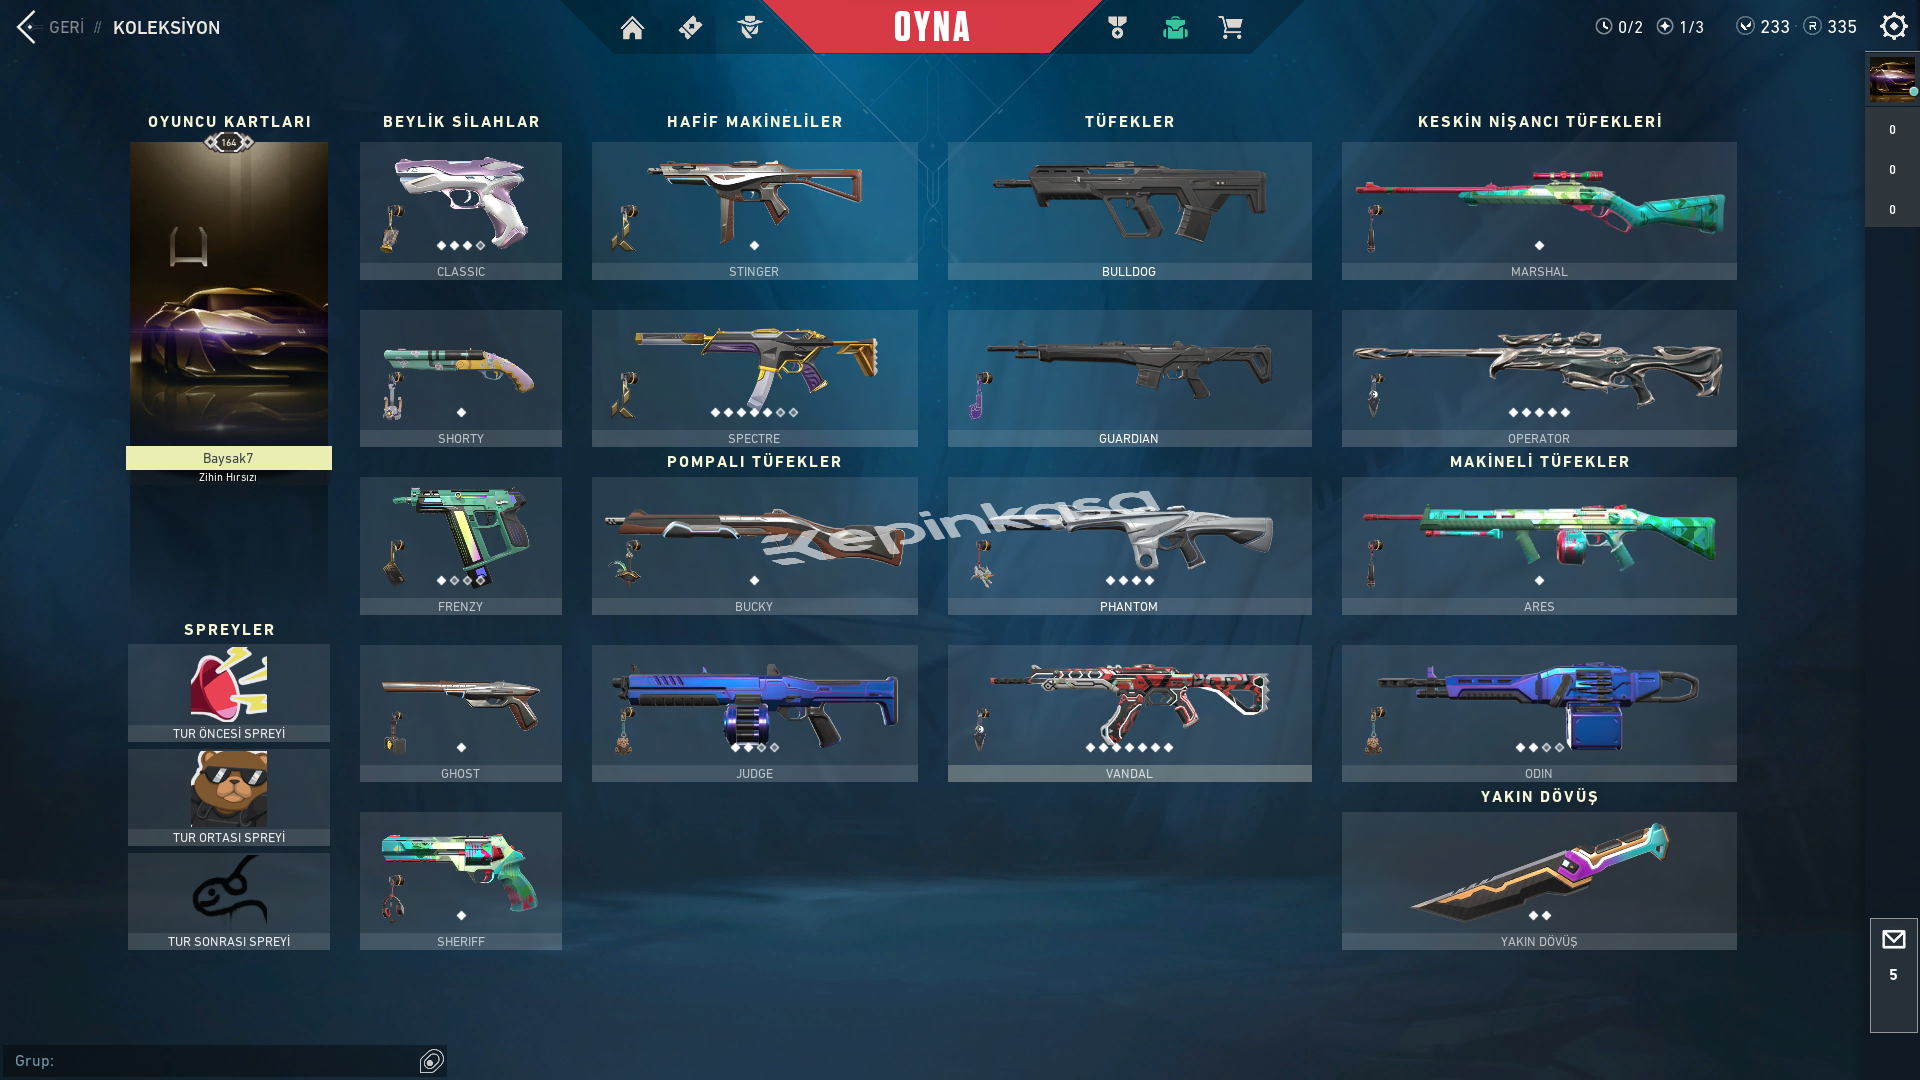 GERİ // KOLEKSİYON
OYNA
0/2
1/3
233
335
OYUNCU KARTLARI
164
Baysak7
Zihin Hırsızı
SPREYLER
TUR ÖNCESİ SPREYİ
TUR ORTASI SPREYİ
TUR SONRASI SPREYİ
BEYLİK SİLAHLAR
CLASSIC
SHORTY
FRENZY
GHOST
SHERIFF
HAFİF MAKİNELİLER
STINGER
SPECTRE
POMPALI TÜFEKLER
BUCKY
JUDGE
TÜFEKLER
BULLDOG
GUARDIAN
PHANTOM
VANDAL
KESKİN NİŞANCI TÜFEKLERİ
MARSHAL
OPERATOR
MAKİNELİ TÜFEKLER
ARES
ODIN
YAKIN DÖVÜŞ
YAKIN DÖVÜŞ
epinkasa
0
0
0
5
Grup: